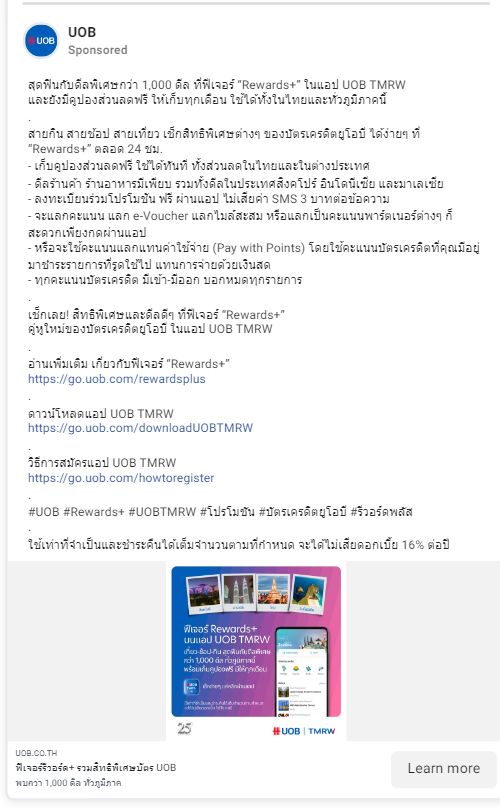 UOB
UOB
Sponsored
สุดฟินกับดีลพิเศษกว่า 1,000 ดีล ที่ฟีเจอร์ “Rewards+” ในแอป UOB TMRW
และยังมีคูปองส่วนลดฟรี ให้เก็บทุกเดือน ใช้ได้ทั้งในไทยและทั่วภูมิภาคนี้
.
สายกิน สายช้อป สายเที่ยว เช็กสิทธิพิเศษต่างๆ ของบัตรเครดิตยูโอบี ได้ง่ายๆ ที่
“Rewards+” ตลอด 24 ชม.
- เก็บคูปองส่วนลดฟรี ใช้ได้ทันที ทั้งส่วนลดในไทยและในต่างประเทศ
- ดีลร้านค้า ร้านอาหารมีเพียบ รวมทั้งดีลในประเทศสิงคโปร์ อินโดนีเซีย และมาเลเซีย
- ลงทะเบียนร่วมโปรโมชัน ฟรี ผ่านแอป ไม่เสียค่า SMS 3 บาทต่อข้อความ
- จะแลกคะแนน แลก e-Voucher แลกไมล์สะสม หรือแลกเป็นคะแนนพาร์ตเนอร์ต่างๆ ก็
สะดวกเพียงกดผ่านแอป
- หรือจะใช้คะแนนแลกแทนค่าใช้จ่าย (Pay with Points) โดยใช้คะแนนบัตรเครดิตที่คุณมีอยู่
มาชำระรายการที่รูดใช้ไป แทนการจ่ายด้วยเงินสด
- ทุกคะแนนบัตรเครดิต มีเข้า-มีออก บอกหมดทุกรายการ
.
เช็กเลย! สิทธิพิเศษและดีลดีๆ ที่ฟีเจอร์ “Rewards+”
คู่หูใหม่ของบัตรเครดิตยูโอบี ในแอป UOB TMRW
.
อ่านเพิ่มเติม เกี่ยวกับฟีเจอร์ “Rewards+”
https://go.uob.com/rewardsplus
.
ดาวน์โหลดแอป UOB TMRW
https://go.uob.com/downloadUOBTMRW
.
วิธีการสมัครแอป UOB TMRW
https://go.uob.com/howtoregister
.
#UOB #Rewards+ #UOBTMRW #โปรโมชัน #บัตรเครดิตยูโอบี #รีวอร์ดพลัส
.
ใช้เท่าที่จำเป็นและชำระคืนได้เต็มจำนวนตามที่กำหนด จะได้ไม่เสียดอกเบี้ย 16% ต่อปี
ฟีเจอร์ Rewards+
บนแอป UOB TMRW
เที่ยว-ช้อป-กิน สุดฟินกับดีลพิเศษ
กว่า 1,000 ดีล ทั่วภูมิภาคนี้
พร้อมเก็บคูปองฟรี มีให้ทุกเดือน
25
UOB | TMRW
UOB.CO.TH
ฟีเจอร์รีวอร์ด+ รวมสิทธิพิเศษบัตร UOB
พบกว่า 1,000 ดีล ทั่วภูมิภาค
Learn more